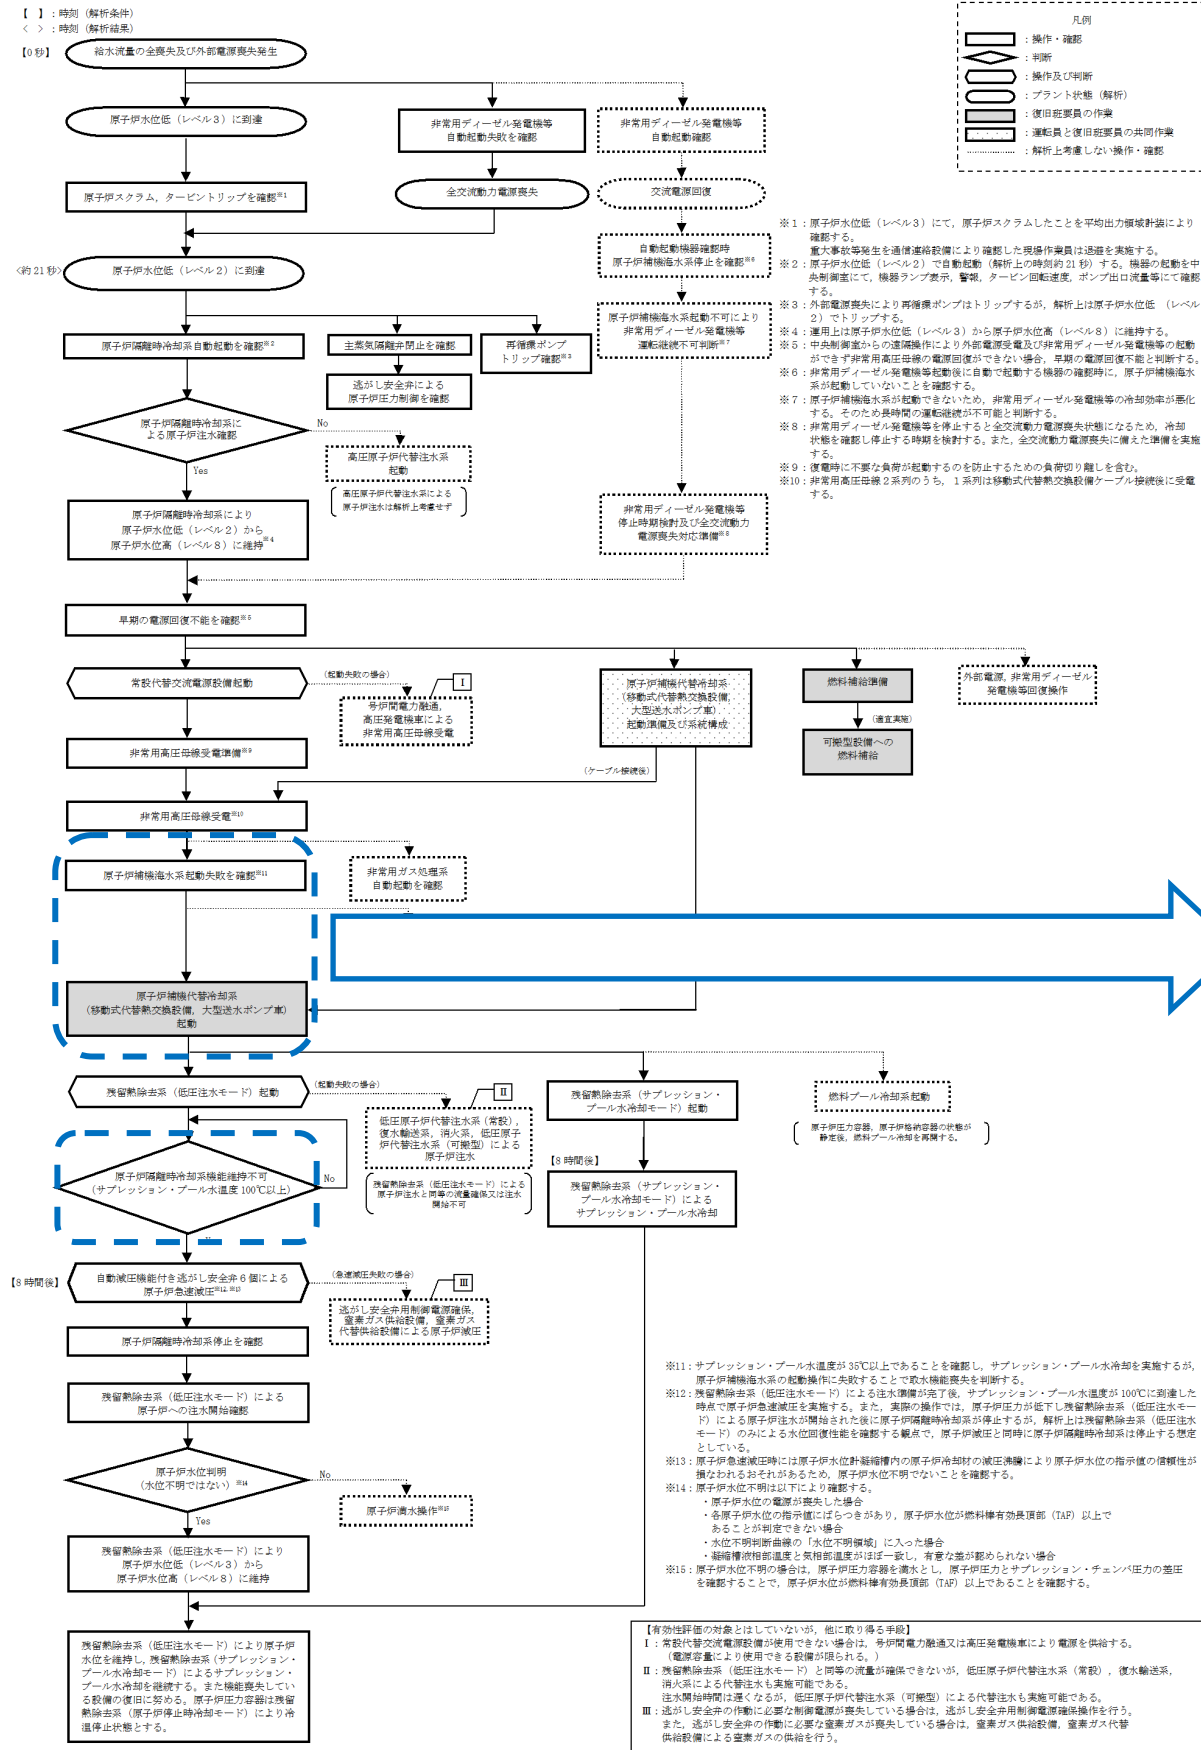 【　】：時刻（解析条件）
＜　＞：時刻（解析結果）
【0秒】
給水流量の全喪失及び外部電源喪失発生
原子炉水位低（レベル３）に到達
非常用ディーゼル発電機等
自動起動失敗を確認
非常用ディーゼル発電機等
自動起動確認
原子炉スクラム，タービントリップを確認※1
全交流動力電源喪失
交流電源回復
自動起動機器確認時
原子炉補機海水系停止を確認※6
<約21秒>
原子炉水位低（レベル２）に到達
原子炉補機海水系起動不可により
非常用ディーゼル発電機等
運転継続不可判断※7
原子炉隔離時冷却系自動起動を確認※2
主蒸気隔離弁閉止を確認
再循環ポンプ
トリップ確認※3
逃がし安全弁による
原子炉圧力制御を確認
原子炉隔離時冷却系に
よる原子炉注水確認
No
Yes
高圧原子炉代替注水系
起動
高圧原子炉代替注水系による
原子炉注水は解析上考慮せず
原子炉隔離時冷却系により
原子炉水位低（レベル２）から
原子炉水位高（レベル８）に維持※4
非常用ディーゼル発電機等
停止時期検討及び全交流動力
電源喪失対応準備※8
早期の電源回復不能を確認※5
常設代替交流電源設備起動
（起動失敗の場合）
Ⅰ
号炉間電力融通，
高圧発電機車による
非常用高圧母線受電
原子炉補機代替冷却系
（移動式代替熱交換設備，
大型送水ポンプ車）
起動準備及び系統構成
燃料補給準備
（適宜実施）
可搬型設備への
燃料補給
外部電源，非常用ディーゼル
発電機等回復操作
非常用高圧母線受電準備※9
（ケーブル接続後）
非常用高圧母線受電※10
原子炉補機海水系起動失敗を確認※11
非常用ガス処理系
自動起動を確認
原子炉補機代替冷却系
（移動式代替熱交換設備，大型送水ポンプ車）
起動
残留熱除去系（低圧注水モード）起動
（起動失敗の場合）
Ⅱ
低圧原子炉代替注水系（常設），
復水輸送系，消火系，低圧原子
炉代替注水系（可搬型）による
原子炉注水
残留熱除去系（低圧注水モード）による
原子炉注水と同等の流量確保又は注水
開始不可
残留熱除去系（サプレッション・
プール水冷却モード）起動
燃料プール冷却系起動
原子炉圧力容器，原子炉格納容器の状態が
静定後，燃料プール冷却を再開する。
【8時間後】
残留熱除去系（サプレッション・
プール水冷却モード）による
サプレッション・プール水冷却
原子炉隔離時冷却系機能維持不可
（サプレッション・プール水温度100℃以上）
No
【8時間後】
自動減圧機能付き逃がし安全弁６個による
原子炉急速減圧※12,※13
（急速減圧失敗の場合）
Ⅲ
逃がし安全弁用制御電源確保，
窒素ガス供給設備，窒素ガス
代替供給設備による原子炉減圧
原子炉隔離時冷却系停止を確認
残留熱除去系（低圧注水モード）による
原子炉への注水開始確認
原子炉水位判明
（水位不明ではない）※14
No
Yes
原子炉満水操作※15
残留熱除去系（低圧注水モード）により
原子炉水位低（レベル３）から
原子炉水位高（レベル８）に維持
残留熱除去系（低圧注水モード）により原子炉
水位を維持し，残留熱除去系（サプレッション・
プール水冷却モード）によるサプレッション・
プール水冷却を継続する。また機能喪失してい
る設備の復旧に努める。原子炉圧力容器は残留
熱除去系（原子炉停止時冷却モード）により冷
温停止状態とする。
凡例
：操作・確認
：判断
：操作及び判断
：プラント状態（解析）
：復旧班要員の作業
：運転員と復旧班要員の共同作業
：解析上考慮しない操作・確認
※１：原子炉水位低（レベル３）にて，原子炉スクラムしたことを平均出力領域計装により
確認する。
重大事故等発生を通信連絡設備により確認した現場作業員は退避を実施する。
※２：原子炉水位低（レベル２）で自動起動（解析上の時刻約21秒）する。機器の起動を中
央制御室にて，機器ランプ表示，警報，タービン回転速度，ポンプ出口流量等にて確認
する。
※３：外部電源喪失により再循環ポンプはトリップするが，解析上は原子炉水位低　（レベル
２）でトリップする。
※４：運用上は原子炉水位低（レベル３）から原子炉水位高（レベル８）に維持する。
※５：中央制御室からの遠隔操作により外部電源受電及び非常用ディーゼル発電機等の起動
ができず非常用高圧母線の電源回復ができない場合，早期の電源回復不能と判断する。
※６：非常用ディーゼル発電機等起動後に自動で起動する機器の確認時に，原子炉補機海水
系が起動していないことを確認する。
※７：原子炉補機海水系が起動できないため，非常用ディーゼル発電機等の冷却効率が悪化
する。そのため長時間の運転継続が不可能と判断する。
※８：非常用ディーゼル発電機等を停止すると全交流動力電源喪失状態になるため，冷却
状態を確認し停止する時期を検討する。また，全交流動力電源喪失に備えた準備を実施
する。
※９：復電時に不要な負荷が起動するのを防止するための負荷切り離しを含む。
※10：非常用高圧母線２系列のうち，１系列は移動式代替熱交換設備ケーブル接続後に受電
する。
※11：サプレッション・プール水温度が35℃以上であることを確認し，サプレッション・プール水冷却を実施するが，
原子炉補機海水系の起動操作に失敗することで取水機能喪失を判断する。
※12：残留熱除去系（低圧注水モード）による注水準備が完了後，サプレッション・プール水温度が100℃に到達した
時点で原子炉急速減圧を実施する。また，実際の操作では，原子炉圧力が低下し残留熱除去系（低圧注水モー
ド）による原子炉注水が開始された後に原子炉隔離時冷却系が停止するが，解析上は残留熱除去系（低圧注水
モード）のみによる水位回復性能を確認する観点で，原子炉減圧と同時に原子炉隔離時冷却系は停止する想定
としている。
※13：原子炉急速減圧時には原子炉水位計凝縮槽内の原子炉冷却材の減圧沸騰により原子炉水位の指示値の信頼性が
損なわれるおそれがあるため，原子炉水位不明でないことを確認する。
※14：原子炉水位不明は以下により確認する。
・原子炉水位の電源が喪失した場合
・各原子炉水位の指示値にばらつきがあり，原子炉水位が燃料棒有効長頂部（TAF）以上で
あることが判定できない場合
・水位不明判断曲線の「水位不明領域」に入った場合
・凝縮槽液相部温度と気相部温度がほぼ一致し，有意な差が認められない場合
※15：原子炉水位不明の場合は，原子炉圧力容器を満水とし，原子炉圧力とサプレッション・チェンバ圧力の差圧
を確認することで，原子炉水位が燃料棒有効長頂部（TAF）以上であることを確認する。
【有効性評価の対象とはしていないが，他に取り得る手段】
Ⅰ：常設代替交流電源設備が使用できない場合は，号炉間電力融通又は高圧発電機車により電源を供給する。
（電源容量により使用できる設備が限られる。）
Ⅱ：残留熱除去系（低圧注水モード）と同等の流量が確保できないが，低圧原子炉代替注水系（常設），復水輸送系，
消火系による代替注水も実施可能である。
注水開始時間は遅くなるが，低圧原子炉代替注水系（可搬型）による代替注水も実施可能である。
Ⅲ：逃がし安全弁の作動に必要な制御電源が喪失している場合は，逃がし安全弁用制御電源確保操作を行う。
また，逃がし安全弁の作動に必要な窒素ガスが喪失している場合は，窒素ガス供給設備，窒素ガス代替
供給設備による窒素ガスの供給を行う。